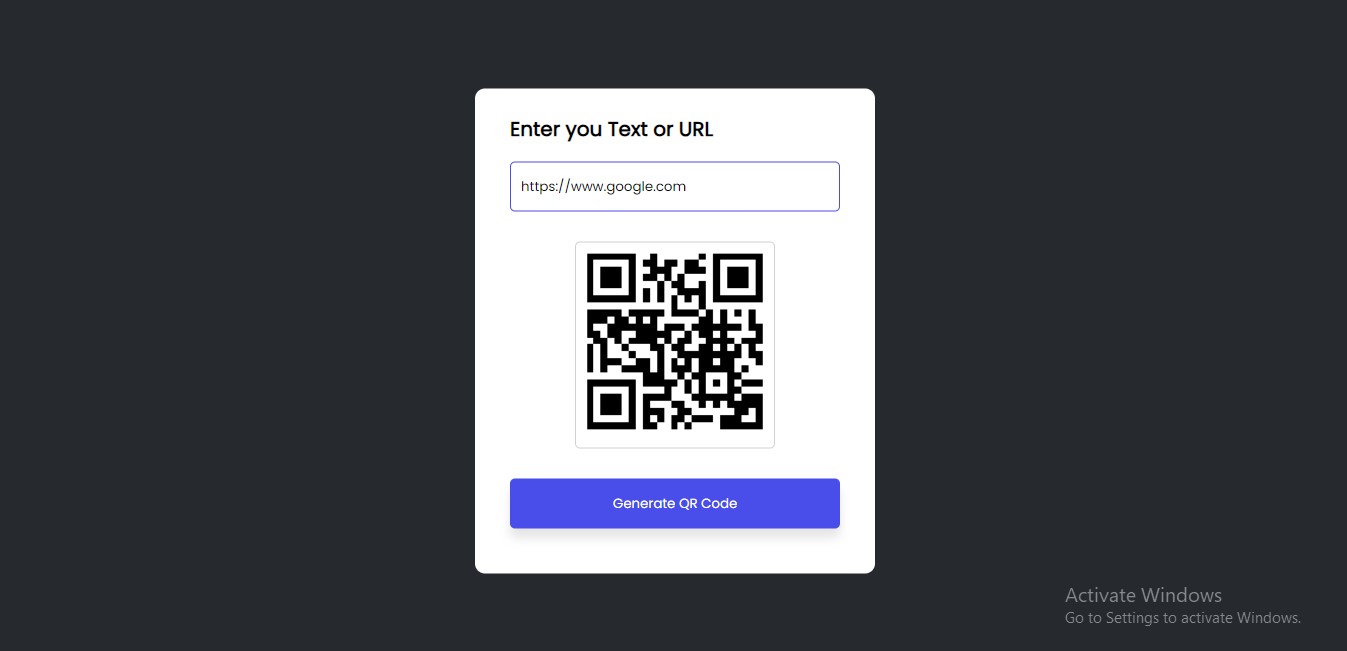 Enter you Text or URL
https://www.google.com
Generate QR Code
Activate Windows
Go to Settings to activate Windows.